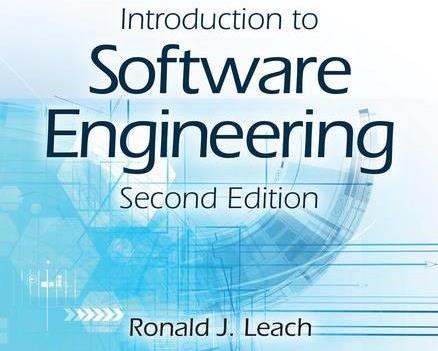 Introduction to
Software
Engineering
Second Edition
Ronald J. Leach